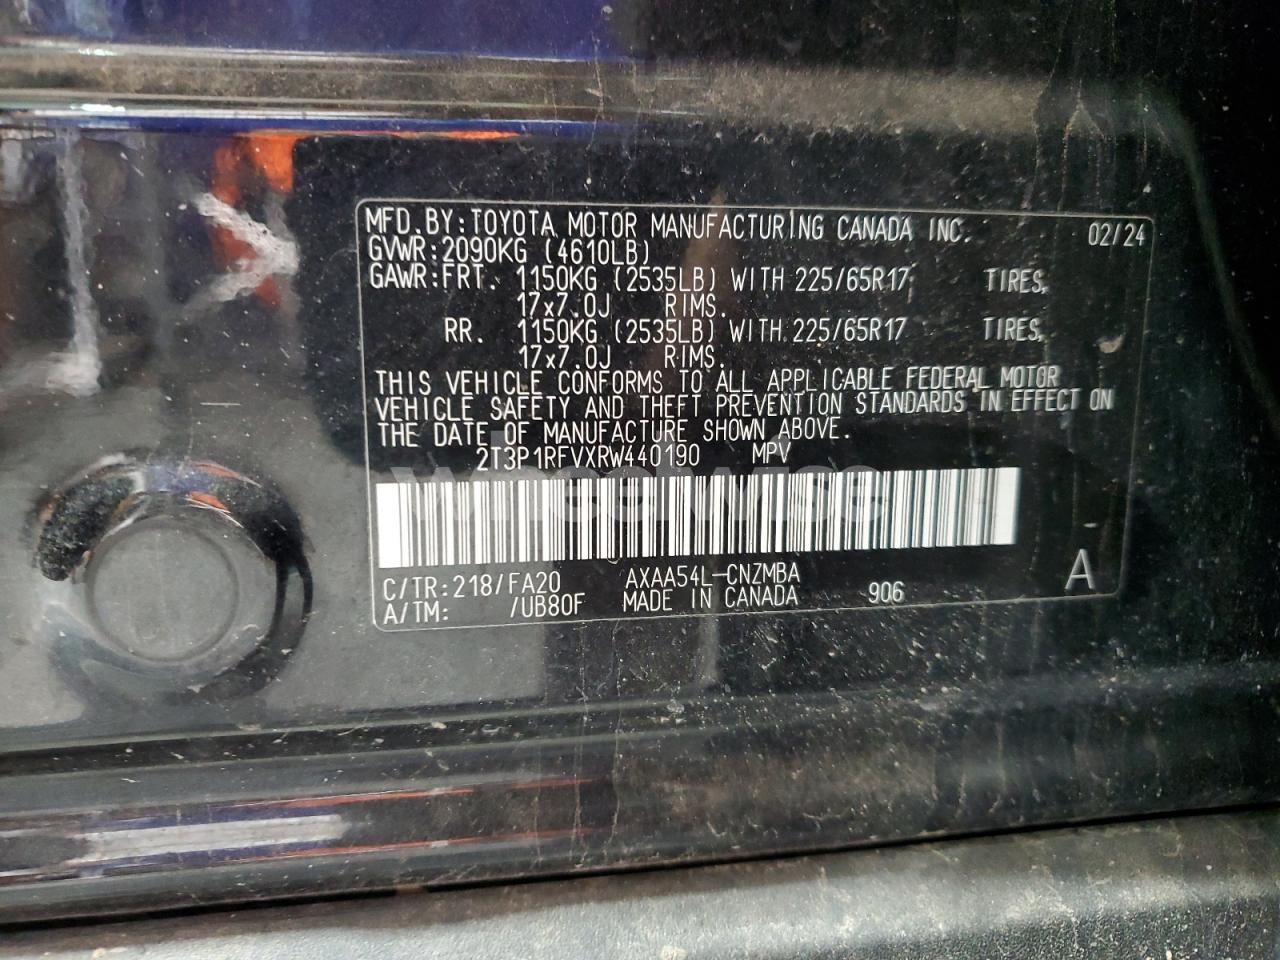 MFD. BY: TOYOTA MOTOR MANUFACTURING CANADA INC. 02/24
GVWR: 2090KG (4610LB)
GAWR: FRT. 1150KG (2535LB) WITH 225/65R17 TIRES,
17x7.0J RIMS.
RR. 1150KG (2535LB) WITH 225/65R17 TIRES,
17x7.0J RIMS.
THIS VEHICLE CONFORMS TO ALL APPLICABLE FEDERAL MOTOR
VEHICLE SAFETY AND THEFT PREVENTION STANDARDS IN EFFECT ON
THE DATE OF MANUFACTURE SHOWN ABOVE.
2T3P1RFVXRW440190 MPV
wheelwise
C/TR: 218/FA20 AXAA54L-CNZMBA A
A/TM: /UB80F MADE IN CANADA 906